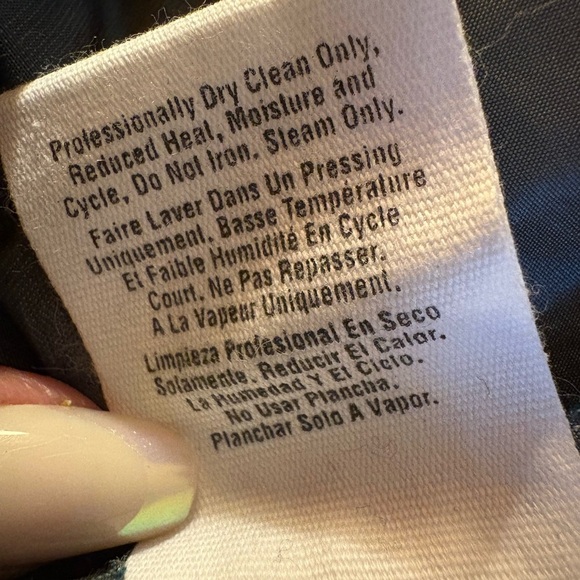 Professionally Dry Clean Only,
Reduced Heat, Moisture and
Cycle, Do Not Iron. Steam Only.
Faire Laver Dans Un Pressing
Uniquement. Basse Température
Et Faible Humidité En Cycle
Court. Ne Pas Repasser.
A La Vapeur Uniquement.
Limpieza Profesional En Seco
Solamente. Reducir El Calor.
La Humedad Y El Ciclo.
No Usar Plancha.
Planchar Solo A Vapor.